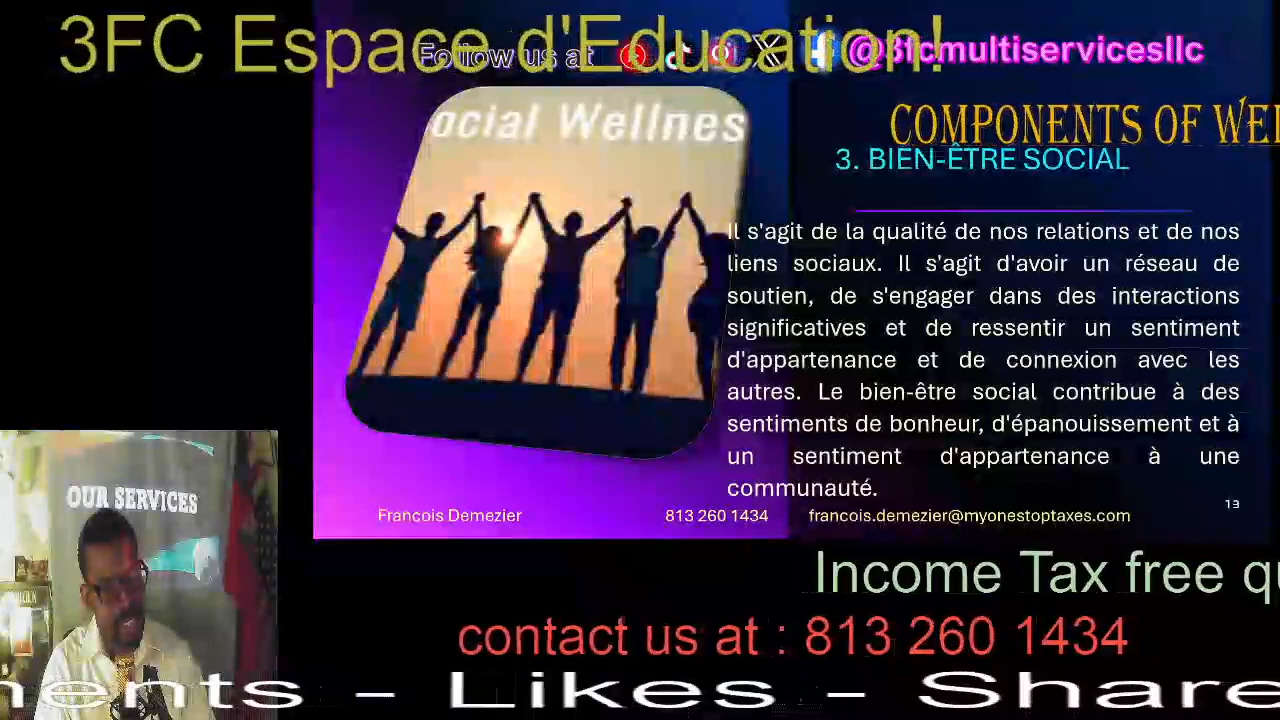 3FC Espace d'Education!
Follow us at
@3fcmultiservicesllc
ocial Wellnes
COMPONENTS OF WEL
3. BIEN-ÊTRE SOCIAL
Il s'agit de la qualité de nos relations et de nos
liens sociaux. Il s'agit d'avoir un réseau de
soutien, de s'engager dans des interactions
significatives et de ressentir un sentiment
d'appartenance et de connexion avec les
autres. Le bien-être social contribue à des
sentiments de bonheur, d'épanouissement et à
un sentiment d'appartenance à une
communauté.
Francois Demezier
813 260 1434
francois.demezier@myonestoptaxes.com
13
OUR SERVICES
Income Tax free qu
contact us at : 813 260 1434
nents - Likes - Share